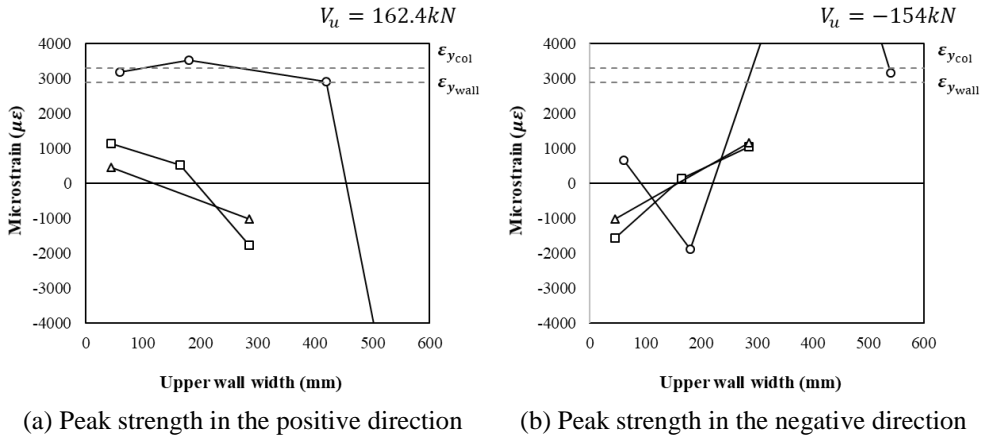 V_u = 162.4kN
4000
3000
2000
1000
0
-1000
-2000
-3000
-4000
Microstrain (με)
ε_y_col
ε_y_wall
0 100 200 300 400 500 600
Upper wall width (mm)
(a) Peak strength in the positive direction
V_u = −154kN
4000
3000
2000
1000
0
-1000
-2000
-3000
-4000
Microstrain (με)
ε_y_col
ε_y_wall
0 100 200 300 400 500 600
Upper wall width (mm)
(b) Peak strength in the negative direction